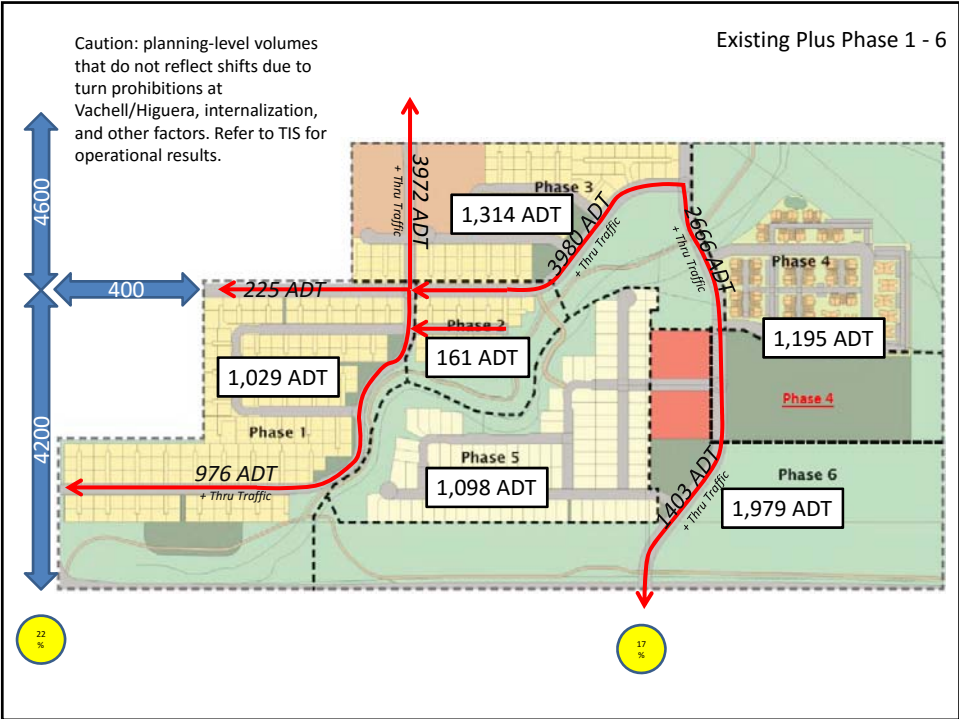 Existing Plus Phase 1 - 6
Caution: planning-level volumes
that do not reflect shifts due to
turn prohibitions at
Vachell/Higuera, internalization,
and other factors. Refer to TIS for
operational results.
4600
400
4200
3972 ADT
+ Thru Traffic
Phase 3
1,314 ADT
3980 ADT
+ Thru Traffic
2666 ADT
+ Thru Traffic
Phase 4
1,195 ADT
225 ADT
Phase 2
161 ADT
1,029 ADT
Phase 1
Phase 4
976 ADT
+ Thru Traffic
Phase 5
1,098 ADT
1403 ADT
+ Thru Traffic
Phase 6
1,979 ADT
22
%
17
%